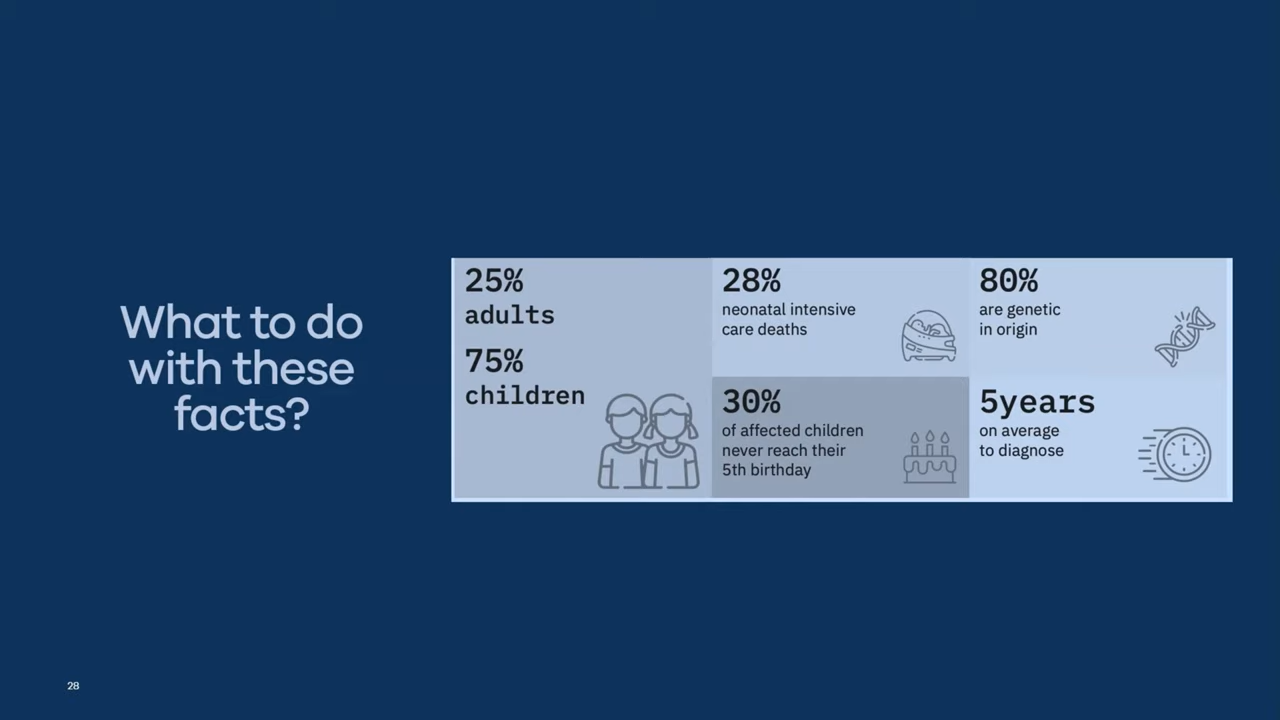 What to do
with these
facts?
25%
adults
75%
children
28%
neonatal intensive
care deaths
30%
of affected children
never reach their
5th birthday
80%
are genetic
in origin
5years
on average
to diagnose
28